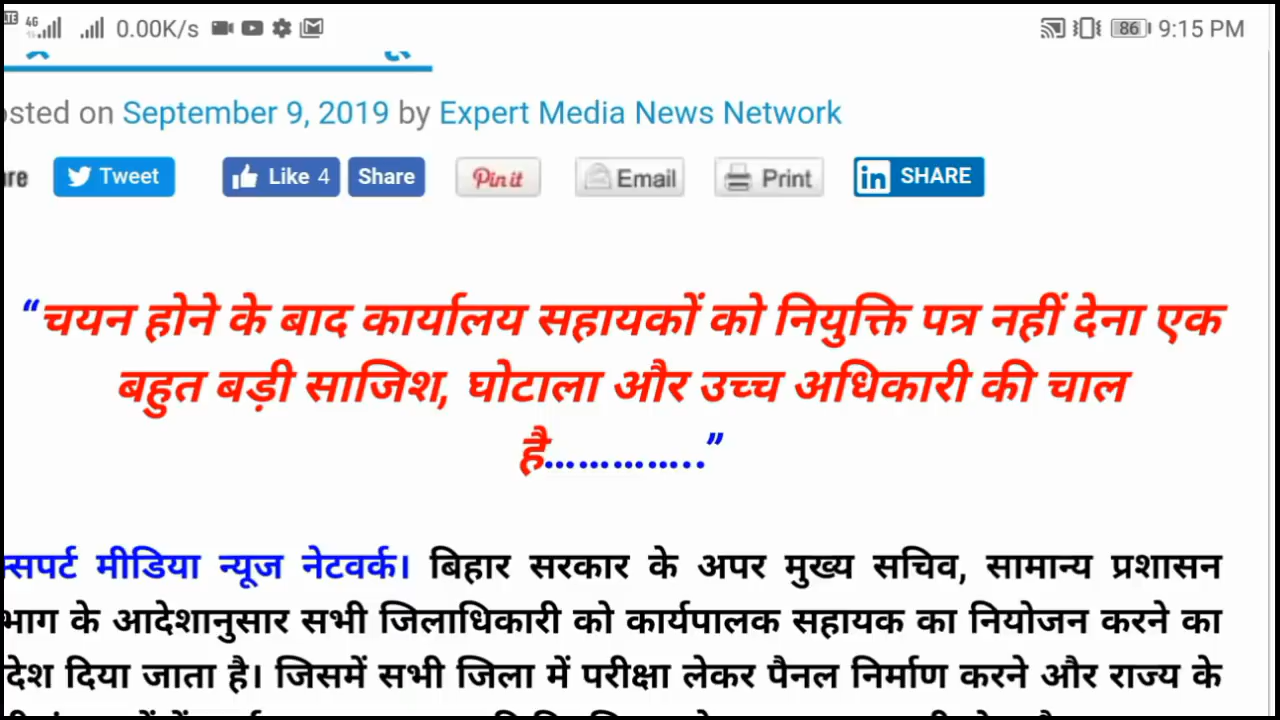 4G 0.00K/s 86 9:15 PM
osted on September 9, 2019 by Expert Media News Network
are Tweet Like 4 Share Pin it Email Print in SHARE
“चयन होने के बाद कार्यालय सहायकों को नियुक्ति पत्र नहीं देना एक
बहुत बड़ी साजिश, घोटाला और उच्च अधिकारी की चाल
है…………..”
स्सपर्ट मीडिया न्यूज नेटवर्क। बिहार सरकार के अपर मुख्य सचिव, सामान्य प्रशासन
भाग के आदेशानुसार सभी जिलाधिकारी को कार्यपालक सहायक का नियोजन करने का
देश दिया जाता है। जिसमें सभी जिला में परीक्षा लेकर पैनल निर्माण करने और राज्य के